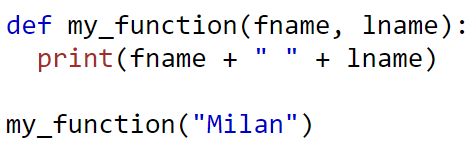 def my_function(fname, lname):
  print(fname + " " + lname)

my_function("Milan")